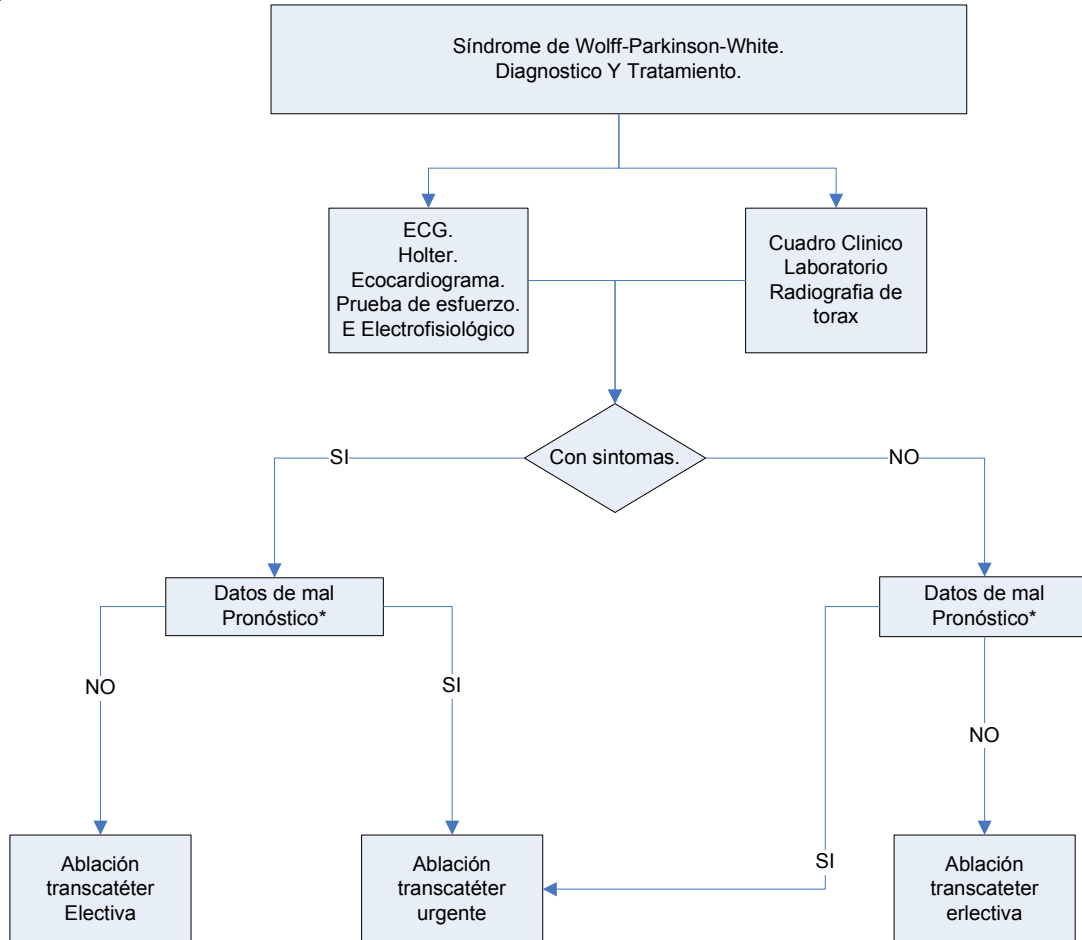 Síndrome de Wolff-Parkinson-White.
Diagnostico Y Tratamiento.
ECG.
Holter.
Ecocardiograma.
Prueba de esfuerzo.
E Electrofisiológico
Cuadro Clinico
Laboratorio
Radiografia de
torax
Con sintomas.
SI
NO
Datos de mal
Pronóstico*
Datos de mal
Pronóstico*
NO
SI
NO
SI
Ablación
transcatéter
Electiva
Ablación
transcatéter
urgente
Ablación
transcateter
erlectiva